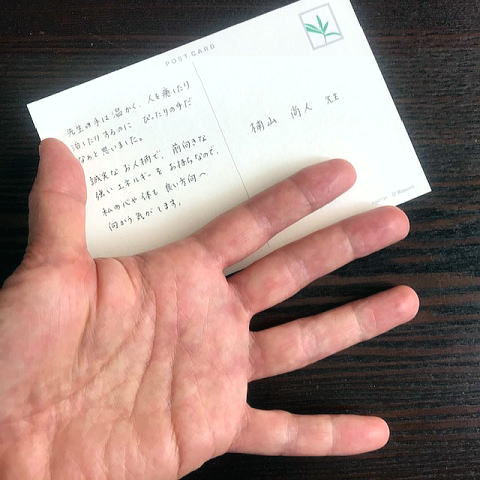 POST CARD
先生の手は温かく、人を癒したり
治したりするのに ぴったりの手だ
なぁと思いました。
誠実なお人柄で、前向きな
強いエネルギーをお持ちなので、
私の心や体も良い方向へ
向かう気がします。
楠山 尚人 先生